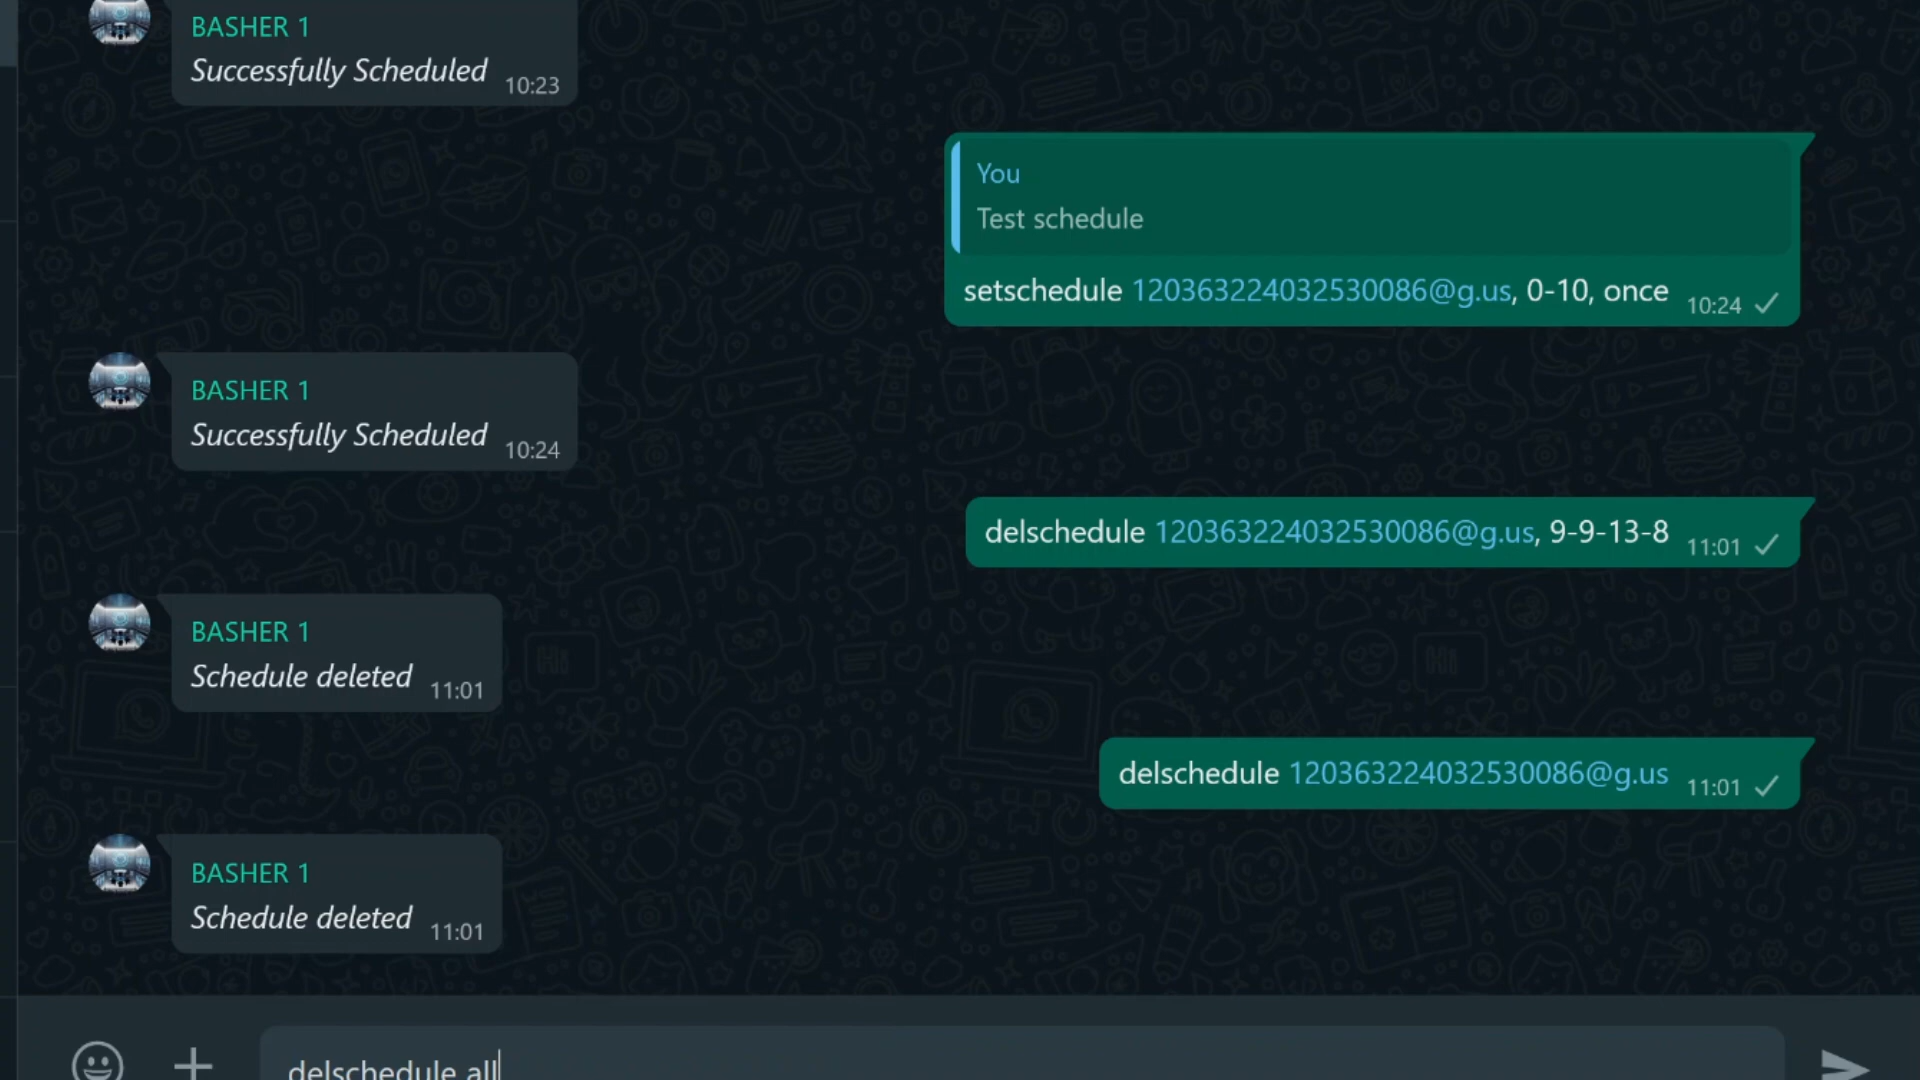 BASHER 1
Successfully Scheduled 10:23
You
Test schedule
setschedule 120363224032530086@g.us, 0-10, once 10:24
BASHER 1
Successfully Scheduled 10:24
delschedule 120363224032530086@g.us, 9-9-13-8 11:01
BASHER 1
Schedule deleted 11:01
delschedule 120363224032530086@g.us 11:01
BASHER 1
Schedule deleted 11:01
delschedule all